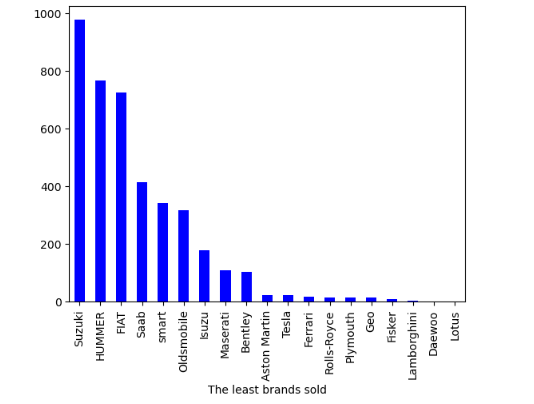 1000
800
600
400
200
0
Suzuki
HUMMER
FIAT
Saab
smart
Oldsmobile
Isuzu
Maserati
Bentley
Aston Martin
Tesla
Ferrari
Rolls-Royce
Plymouth
Geo
Fisker
Lamborghini
Daewoo
Lotus
The least brands sold